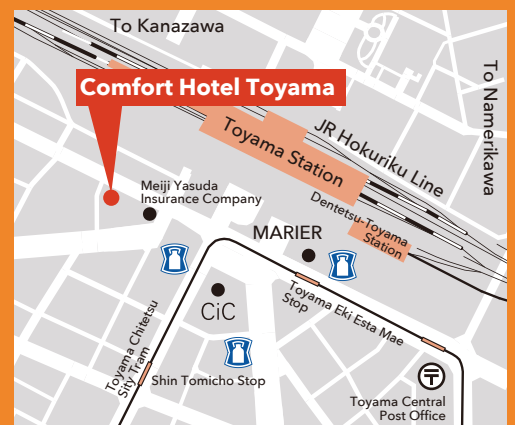 To Kanazawa
Comfort Hotel Toyama
To Namerikawa
JR Hokuriku Line
Toyama Station
Meiji Yasuda
Insurance Company
Dentetsu-Toyama
Station
MARIER
CiC
Toyama Eki Esta Mae
Stop
Toyama Chitetsu
Sity Tram
Shin Tomicho Stop
Toyama Central
Post Office